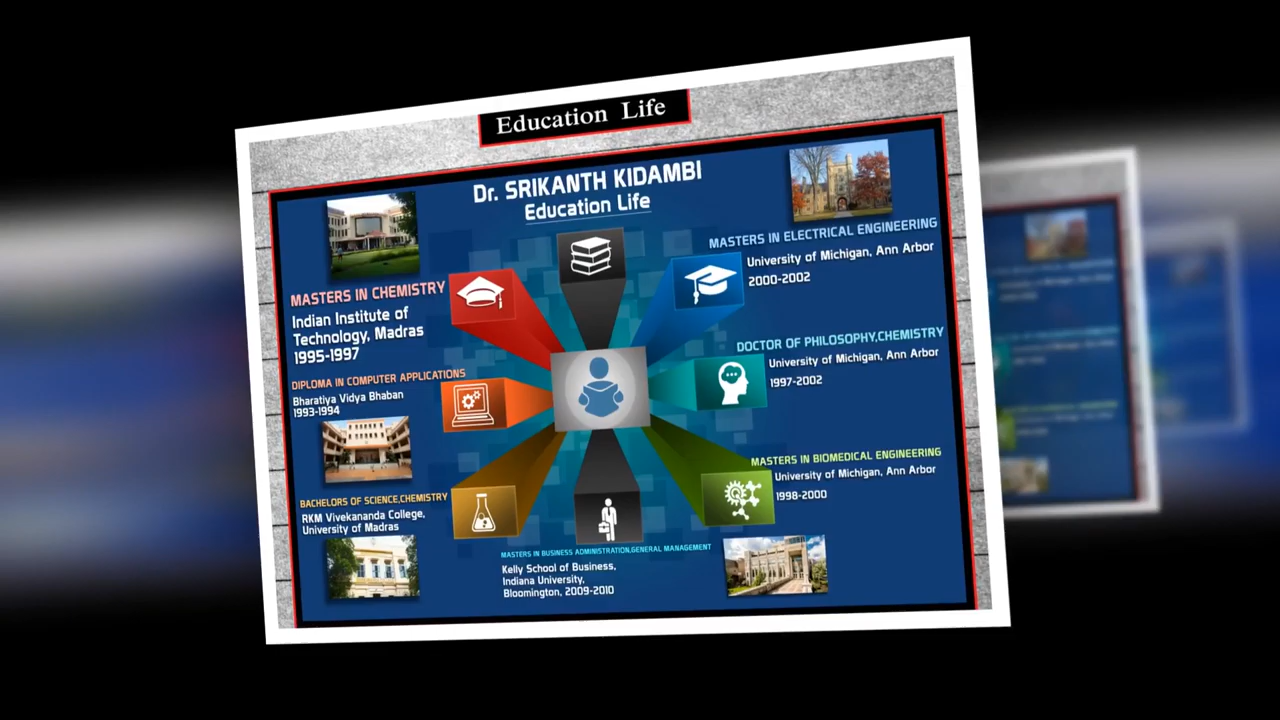 Education Life
Dr. SRIKANTH KIDAMBI
Education Life
MASTERS IN CHEMISTRY
Indian Institute of
Technology, Madras
1995-1997
DIPLOMA IN COMPUTER APPLICATIONS
Bharatiya Vidya Bhaban
1993-1994
BACHELORS OF SCIENCE,CHEMISTRY
RKM Vivekananda College,
University of Madras
MASTERS IN BUSINESS ADMINISTRATION,GENERAL MANAGEMENT
Kelly School of Business,
Indiana University,
Bloomington, 2009-2010
MASTERS IN ELECTRICAL ENGINEERING
University of Michigan, Ann Arbor
2000-2002
DOCTOR OF PHILOSOPHY,CHEMISTRY
University of Michigan, Ann Arbor
1997-2002
MASTERS IN BIOMEDICAL ENGINEERING
University of Michigan, Ann Arbor
1998-2000